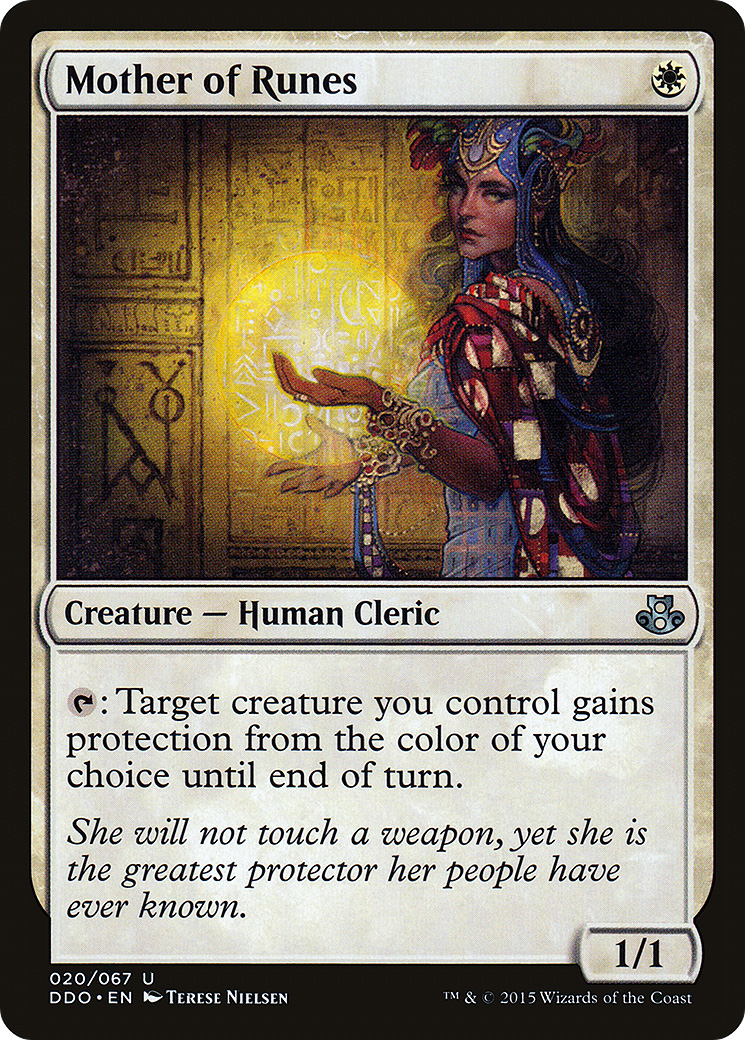 Mother of Runes
Creature — Human Cleric
: Target creature you control gains
protection from the color of your
choice until end of turn.
She will not touch a weapon, yet she is
the greatest protector her people have
ever known.
1/1
020/067 U
DDO • EN Terese Nielsen
™ & © 2015 Wizards of the Coast